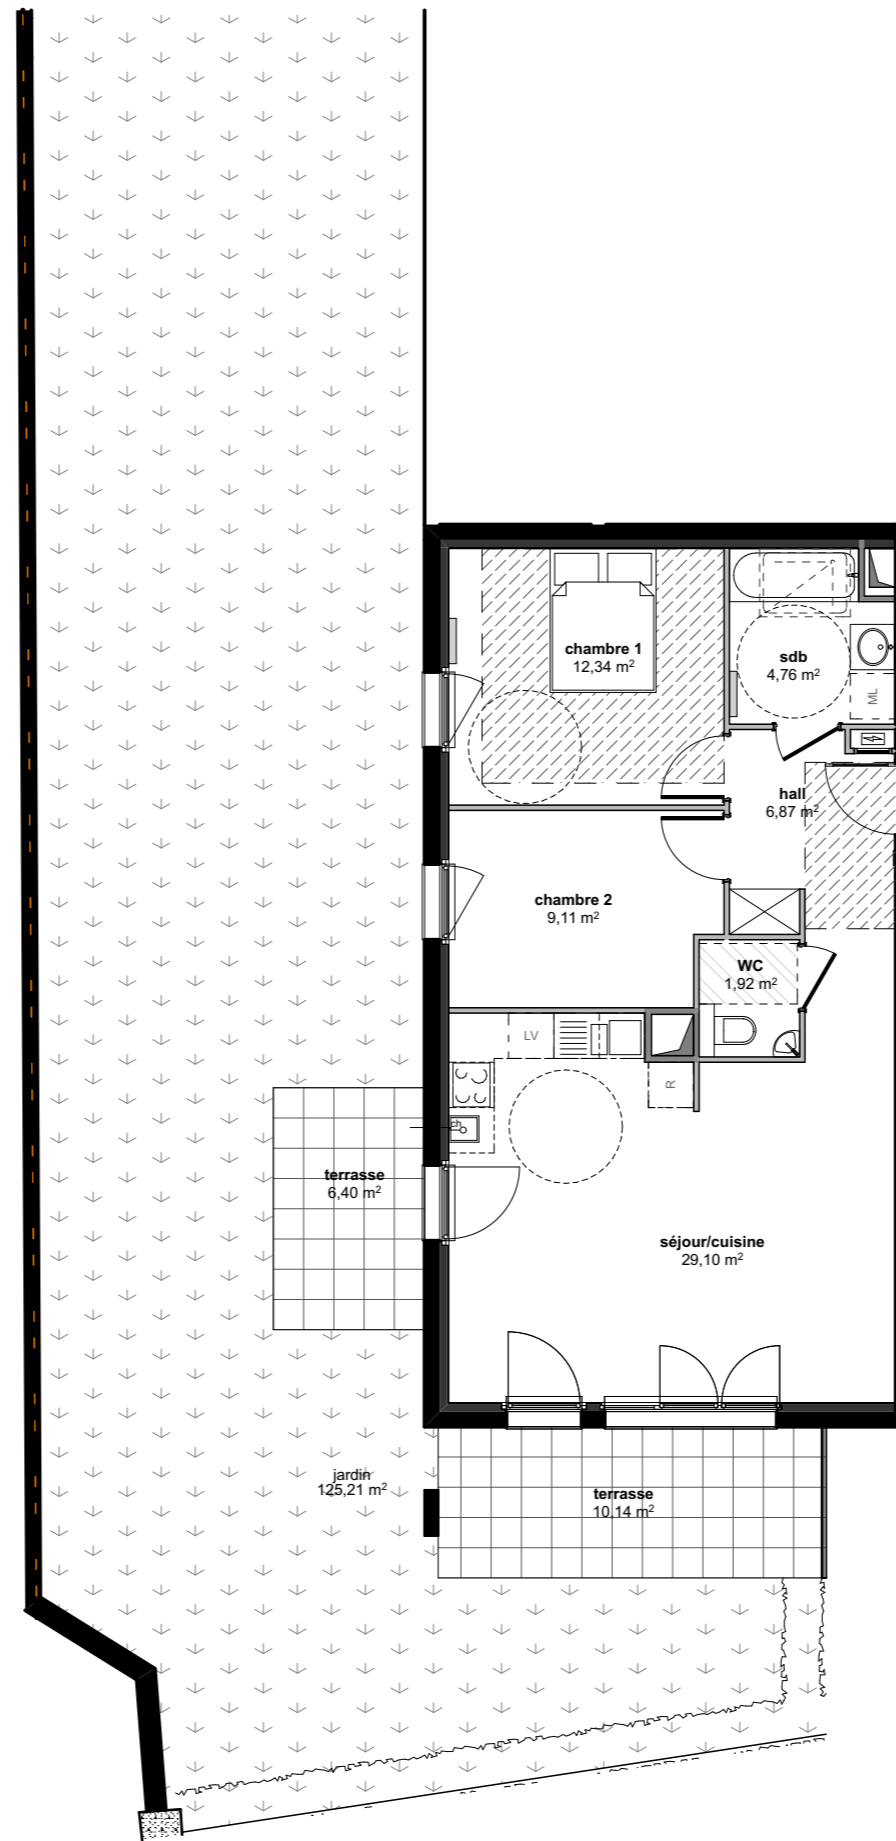 chambre 1
12,34 m²
sdb
4,76 m²
ML
hall
6,87 m²
chambre 2
9,11 m²
WC
1,92 m²
LV
R
ch
terrasse
6,40 m²
séjour/cuisine
29,10 m²
jardin
125,21 m²
terrasse
10,14 m²